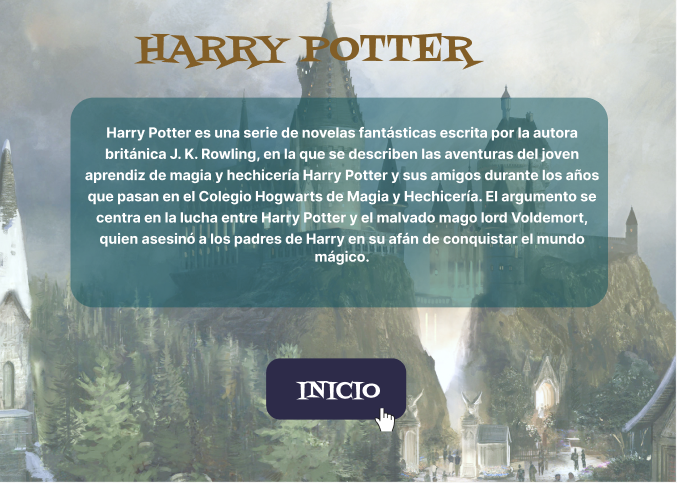 HARRY POTTER
Harry Potter es una serie de novelas fantásticas escrita por la autora
británica J. K. Rowling, en la que se describen las aventuras del joven
aprendiz de magia y hechicería Harry Potter y sus amigos durante los años
que pasan en el Colegio Hogwarts de Magia y Hechicería. El argumento se
centra en la lucha entre Harry Potter y el malvado mago lord Voldemort,
quien asesinó a los padres de Harry en su afán de conquistar el mundo
mágico.
INICIO